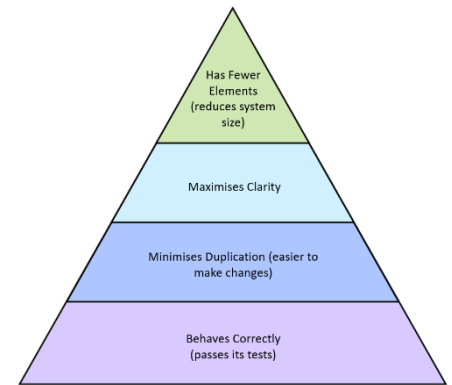 Has Fewer
Elements
(reduces system
size)
Maximises Clarity
Minimises Duplication (easier to
make changes)
Behaves Correctly
(passes its tests)